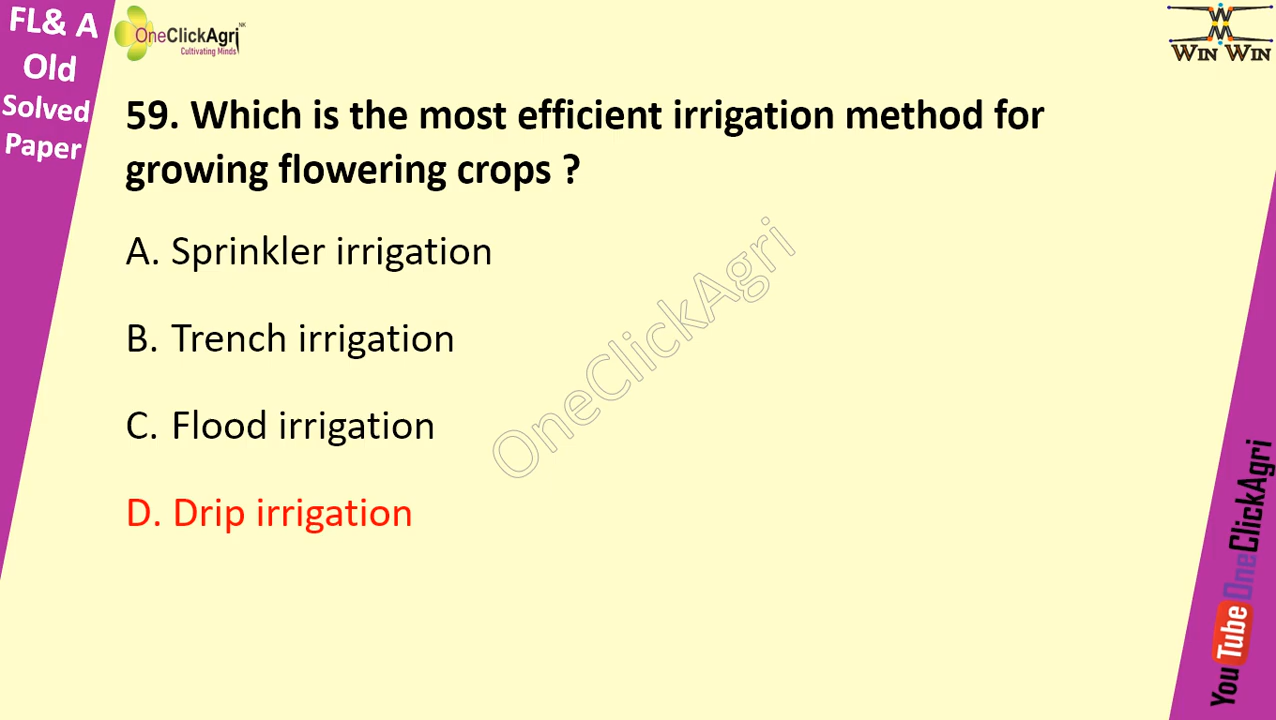 FL& A
Old
Solved
Paper
OneClickAgri NK
Cultivating Minds
WIN WIN
59. Which is the most efficient irrigation method for
growing flowering crops ?
A. Sprinkler irrigation
B. Trench irrigation
C. Flood irrigation
D. Drip irrigation
OneClickAgri
YouTube OneClickAgri